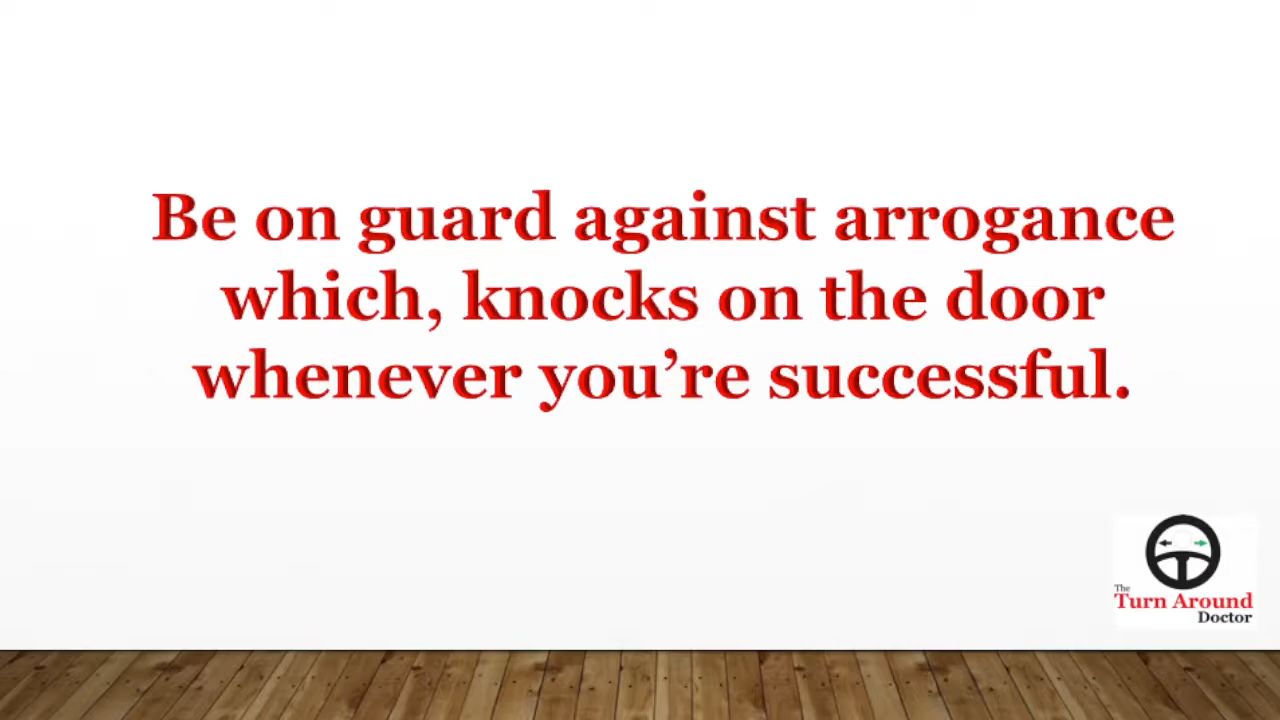 Be on guard against arrogance
which, knocks on the door
whenever you’re successful.
The
Turn Around
Doctor